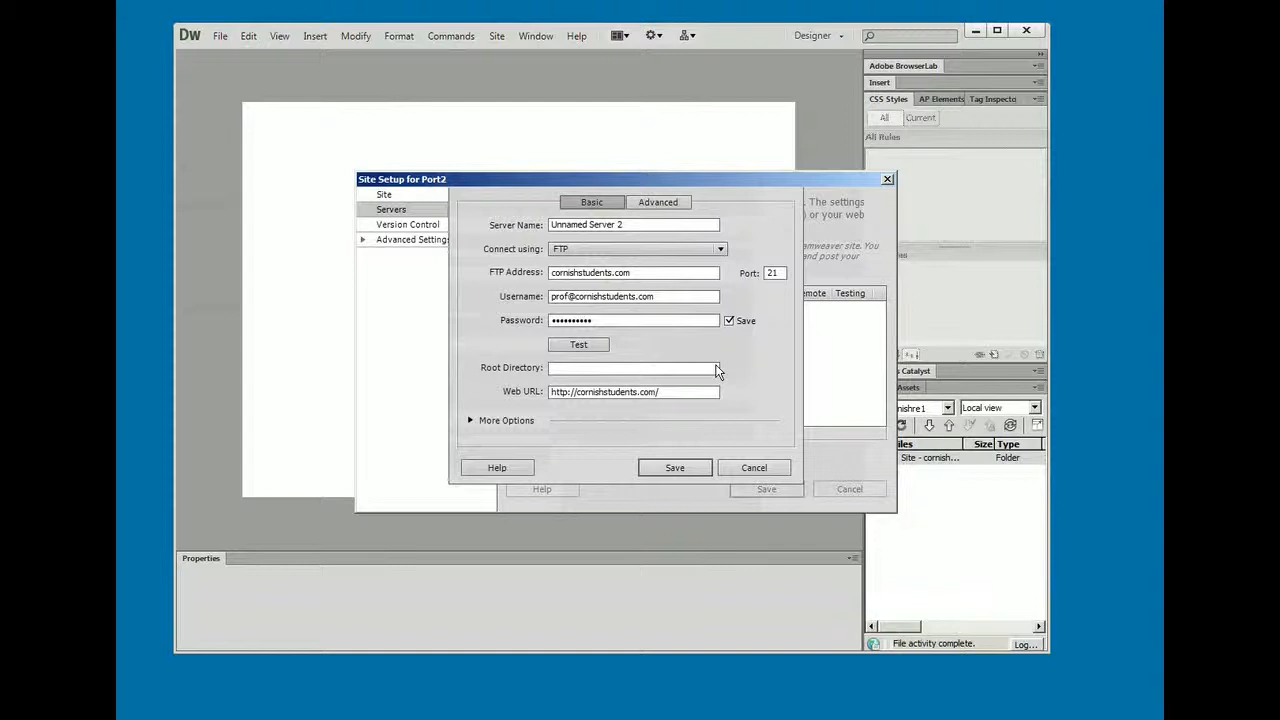 Dw File Edit View Insert Modify Format Commands Site Window Help Designer
Adobe BrowserLab
Insert
CSS Styles AP Elements Tag Inspecto
All Current
All Rules
Site Setup for Port2
Site
Servers
Version Control
Advanced Settings
Basic Advanced
. The settings
) or your web
Server Name: Unnamed Server 2
Connect using: FTP
amweaver site. You
and post your
FTP Address: cornishstudents.com Port: 21
Username: prof@cornishstudents.com
mote Testing
Password: •••••••••• Save
Test
Root Directory:
Web URL: http://cornishstudents.com/
More Options
Help Save Cancel
Help Save Cancel
s Catalyst
Assets
rnishre1 Local view
les Size Type
Site - cornish... Folder
Properties
File activity complete. Log...